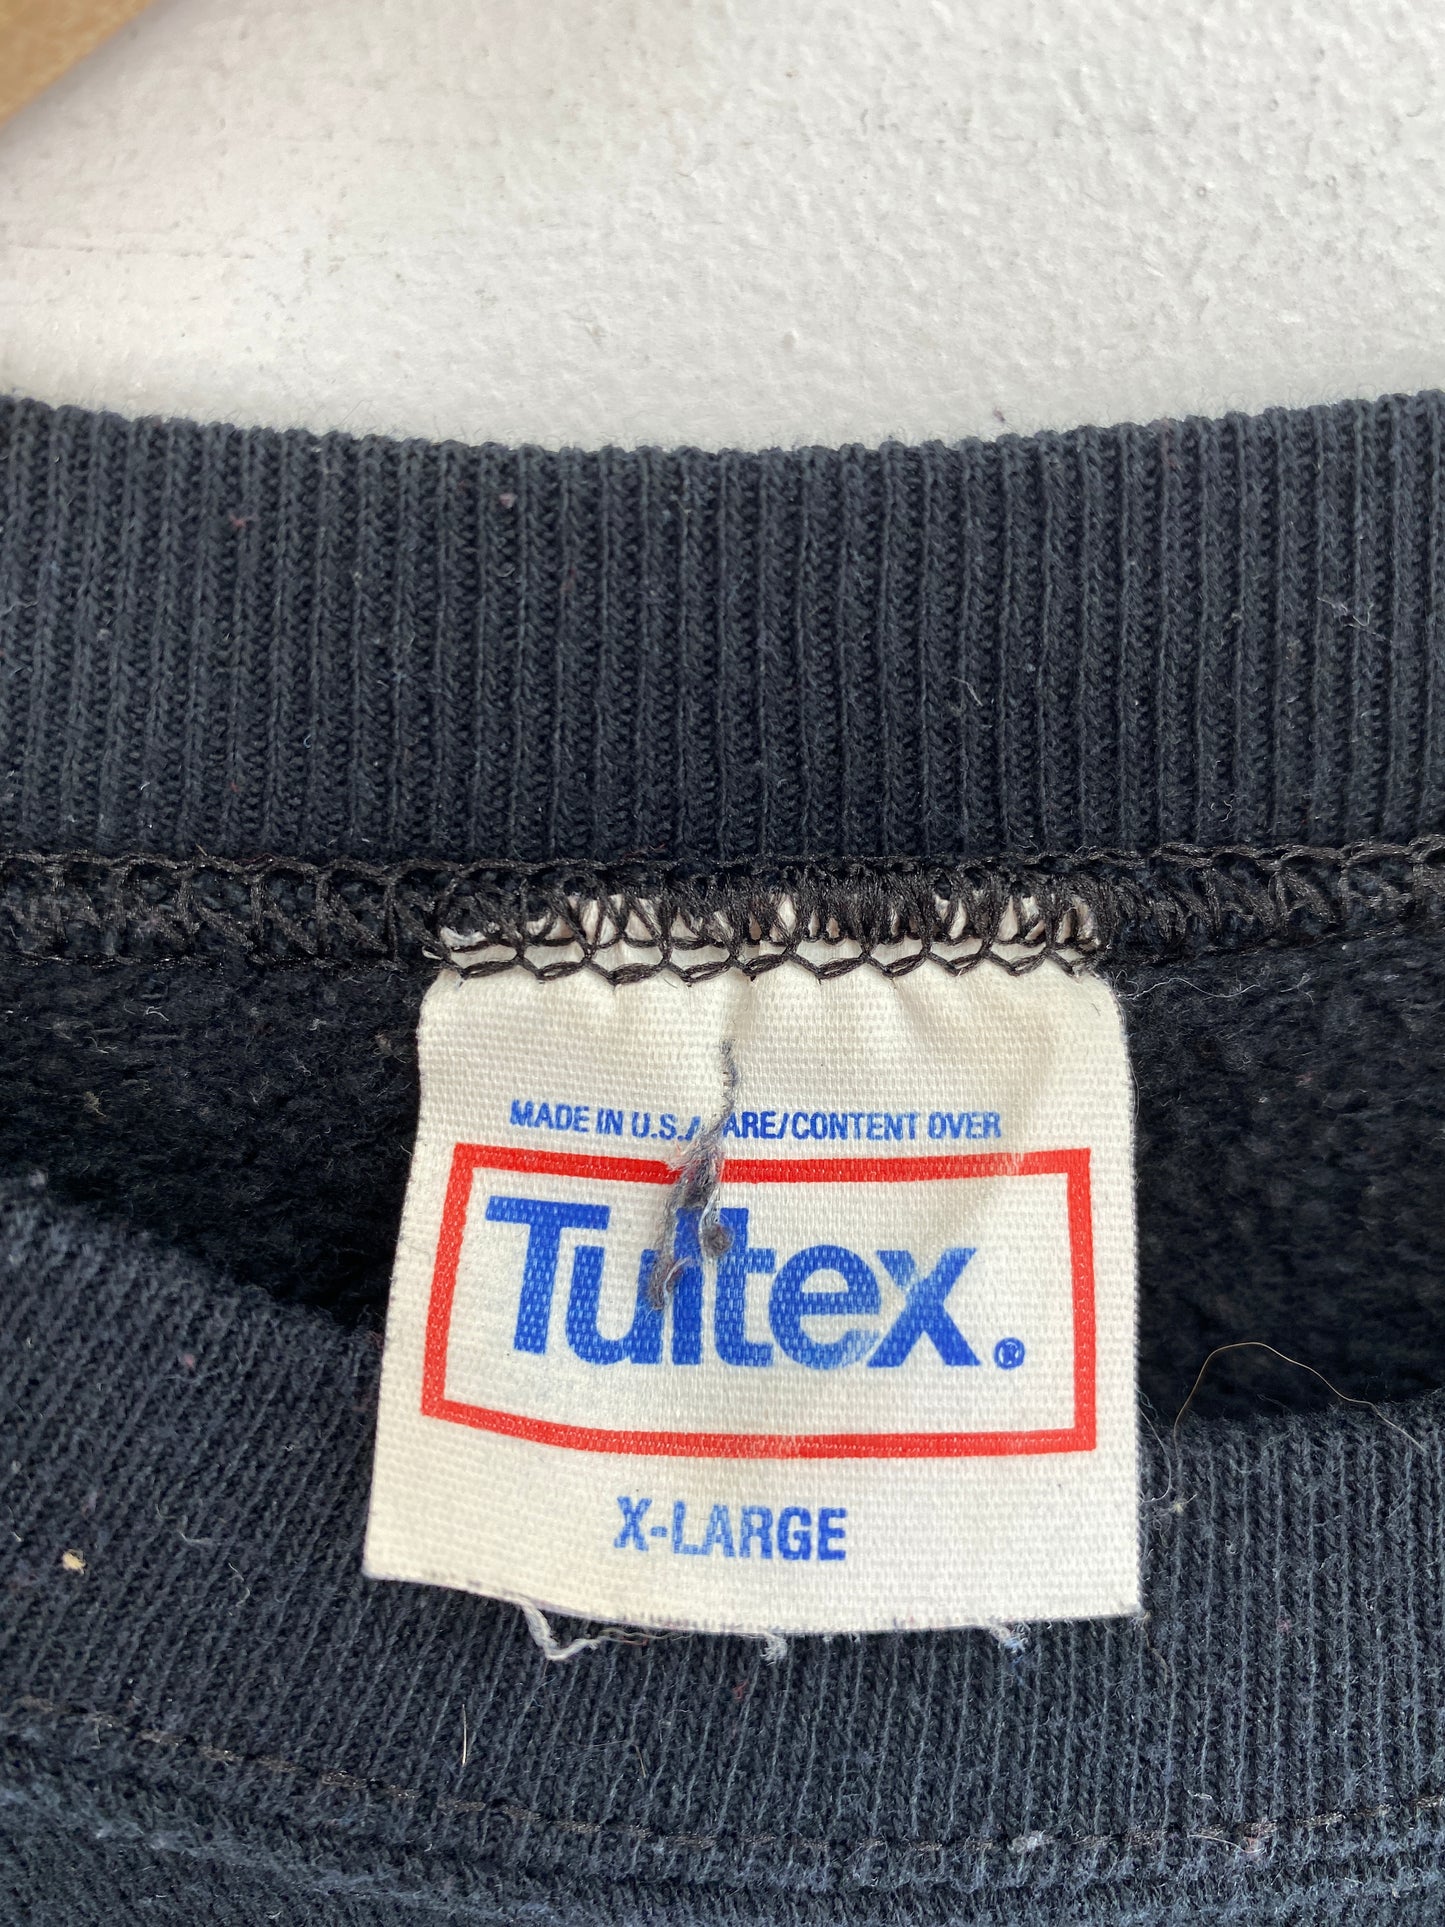 MADE IN U.S.A. CARE/CONTENT OVER
Tultex.®
X-LARGE